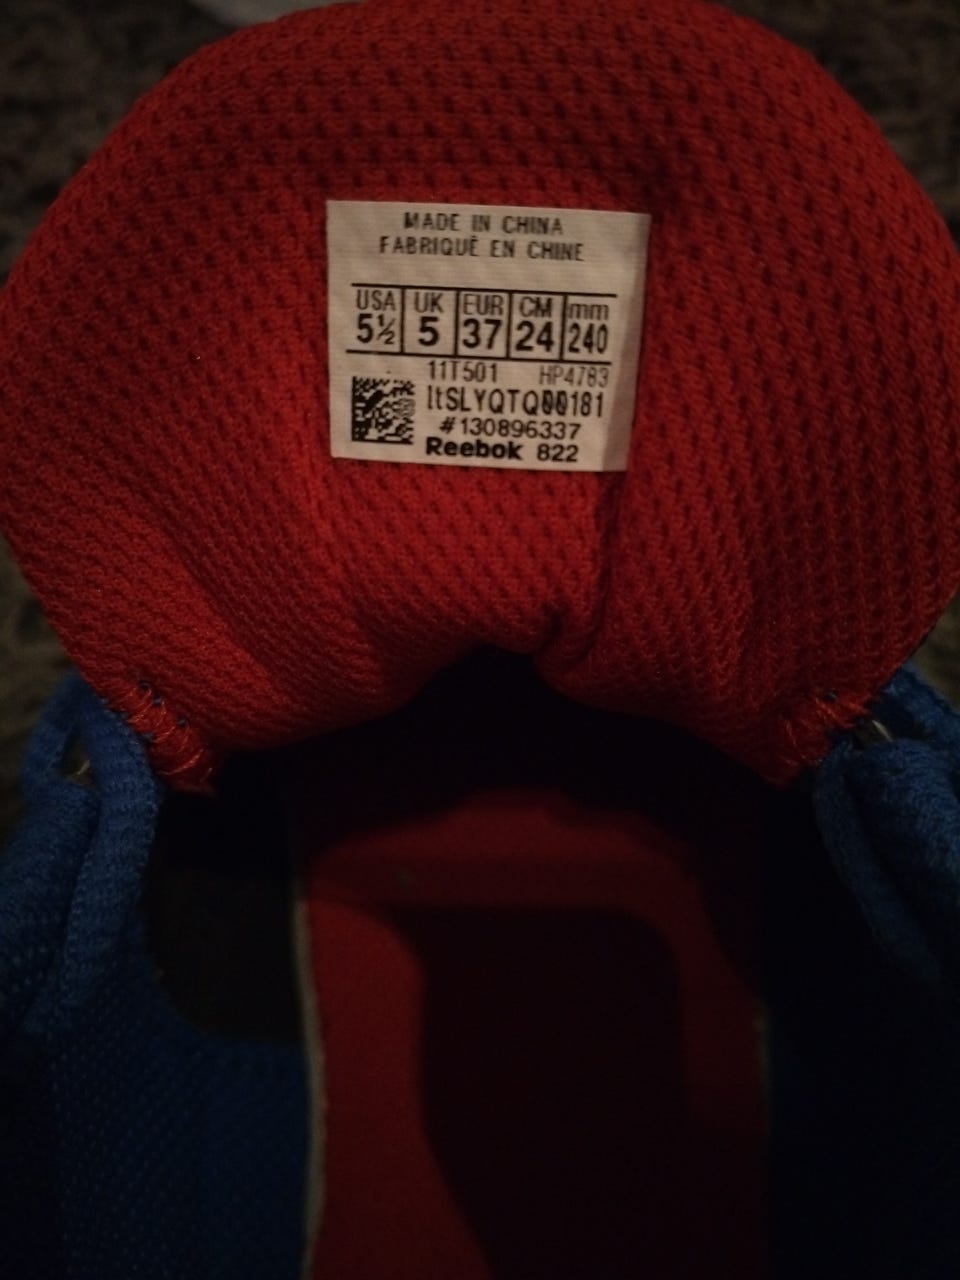 MADE IN CHINA
FABRIQUÊ EN CHINE
USA UK EUR CM mm
5½ 5 37 24 240
11T501 HP4783
ltSLYQTQ00181
#130896337
Reebok 822